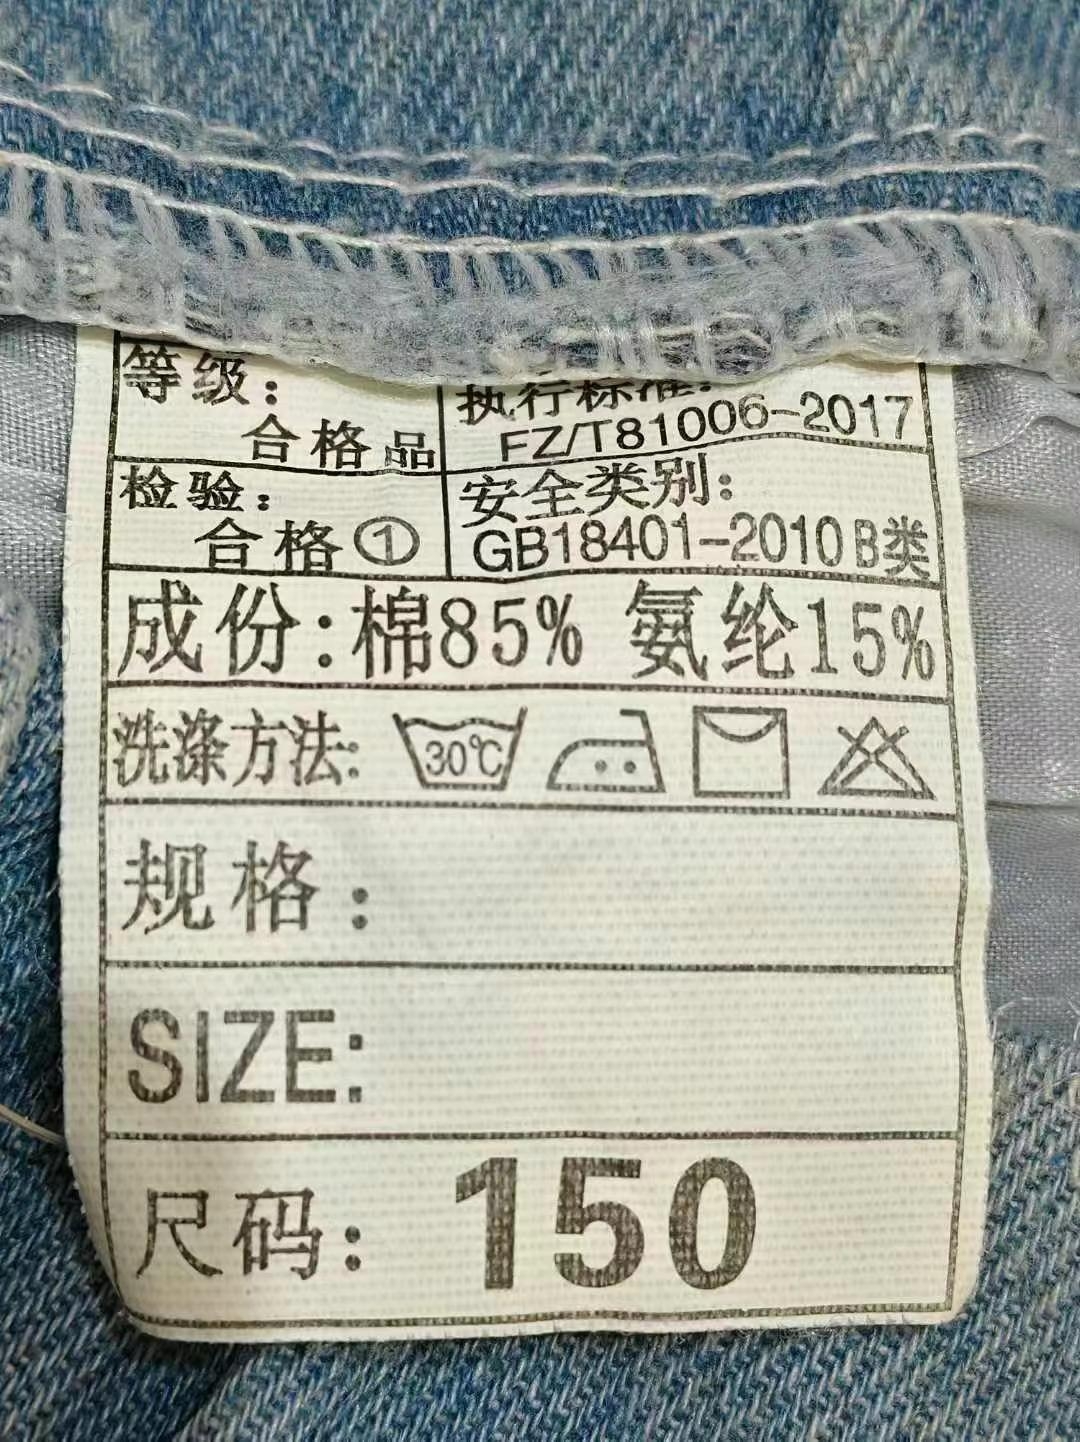 等级:
合格品
执行标准:
FZ/T81006-2017
检验:
合格①
安全类别:
GB18401-2010 B类
成份:棉85% 氨纶15%
洗涤方法: 30℃
规格:
SIZE:
尺码: 150